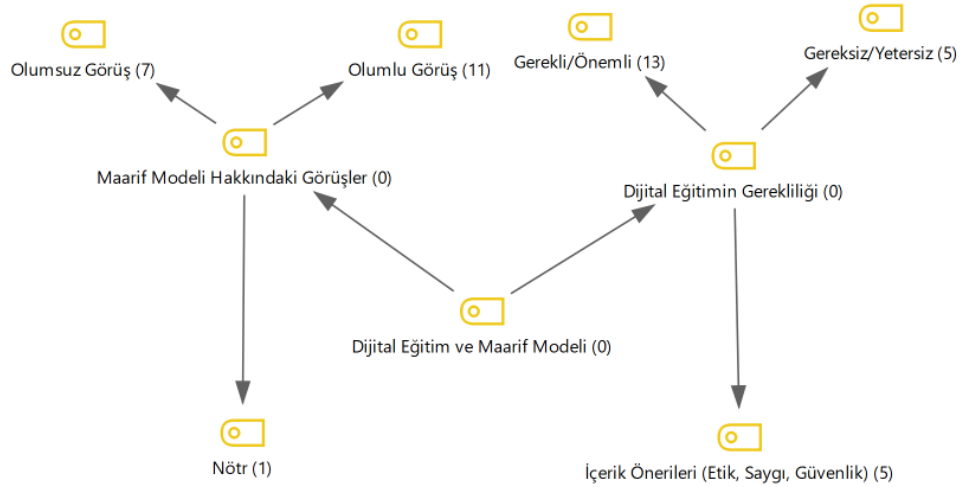 Olumsuz Görüş (7)
Olumlu Görüş (11)
Gerekli/Önemli (13)
Gereksiz/Yetersiz (5)
Maarif Modeli Hakkındaki Görüşler (0)
Dijital Eğitimin Gerekliliği (0)
Dijital Eğitim ve Maarif Modeli (0)
Nötr (1)
İçerik Önerileri (Etik, Saygı, Güvenlik) (5)